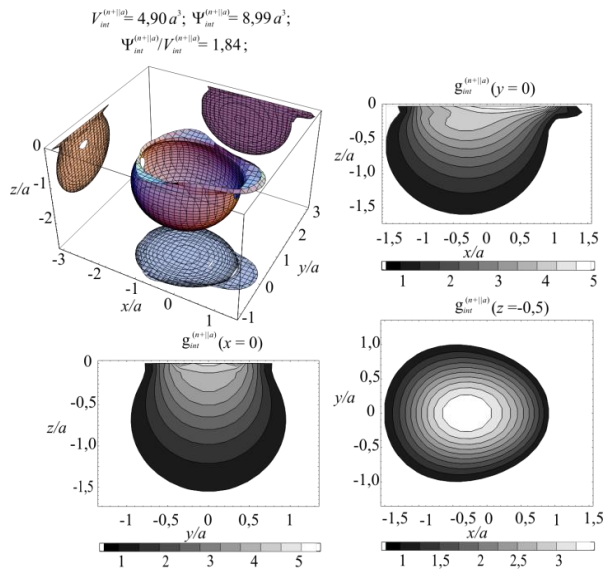 V_int^(n+||a) = 4,90 a³; Ψ_int^(n+||a) = 8,99 a³;
Ψ_int^(n+||a)/V_int^(n+||a) = 1,84;
0
z/a -1
-2
-3 -2 -1 0 1
x/a
-1 0 1 2 3
y/a
g_int^(n+||a) (y = 0)
0
-0,5
z/a
-1,0
-1,5
-1,5 -1 -0,5 0 0,5 1 1,5
x/a
1 2 3 4 5
g_int^(n+||a) (x = 0)
0
-0,5
z/a
-1,0
-1,5
-1 -0,5 0 0,5 1
y/a
1 2 3 4 5
g_int^(n+||a) (z =-0,5)
1,0
0,5
y/a
0
-0,5
-1,0
-1,5 -1 -0,5 0 0,5 1
x/a
1 1,5 2 2,5 3